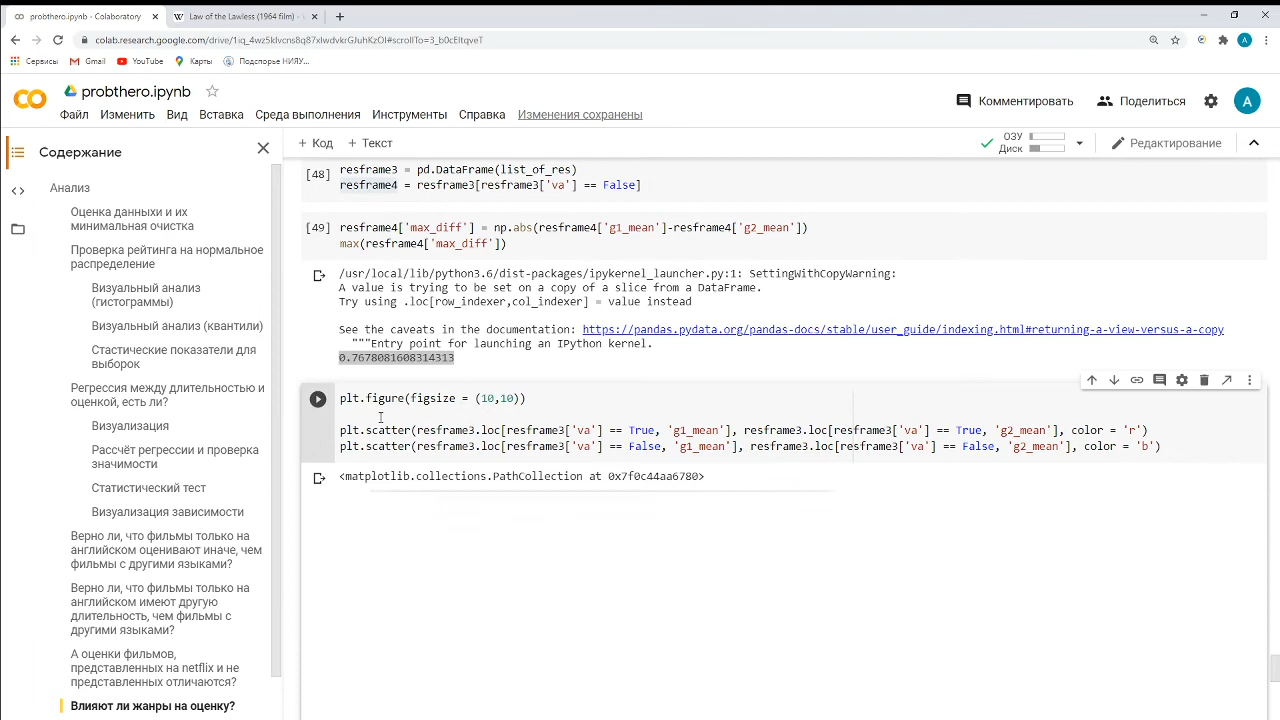 probthero.ipynb - Colaboratory
Law of the Lawless (1964 film) -
colab.research.google.com/drive/1iq_4wz5klvcns8q87xlwdvkrGJuhKzOl#scrollTo=3_b0cEltqveT
Сервисы
Gmail
YouTube
Карты
Подспорье НИЯУ...
A
probthero.ipynb
Файл Изменить Вид Вставка Среда выполнения Инструменты Справка Изменения сохранены
Комментировать
Поделиться
A
Содержание
+ Код + Текст
ОЗУ
Диск
Редактирование
Анализ
Оценка данныхи и их
минимальная очистка
Проверка рейтинга на нормальное
распределение
Визуальный анализ
(гистограммы)
Визуальный анализ (квантили)
Стастические показатели для
выборок
Регрессия между длительностью и
оценкой, есть ли?
Визуализация
Рассчёт регрессии и проверка
значимости
Статистический тест
Визуализация зависимости
Верно ли, что фильмы только на
английском оценивают иначе, чем
фильмы с другими языками?
Верно ли, что фильмы только на
английском имеют другую
длительность, чем фильмы с
другими языками?
А оценки фильмов,
представленных на netflix и не
представленных отличаются?
Влияют ли жанры на оценку?
[48] resframe3 = pd.DataFrame(list_of_res)
resframe4 = resframe3[resframe3['va'] == False]
[49] resframe4['max_diff'] = np.abs(resframe4['g1_mean']-resframe4['g2_mean'])
max(resframe4['max_diff'])
/usr/local/lib/python3.6/dist-packages/ipykernel_launcher.py:1: SettingWithCopyWarning:
A value is trying to be set on a copy of a slice from a DataFrame.
Try using .loc[row_indexer,col_indexer] = value instead
See the caveats in the documentation: https://pandas.pydata.org/pandas-docs/stable/user_guide/indexing.html#returning-a-view-versus-a-copy
"""Entry point for launching an IPython kernel.
0.7678081608314313
plt.figure(figsize = (10,10))
plt.scatter(resframe3.loc[resframe3['va'] == True, 'g1_mean'], resframe3.loc[resframe3['va'] == True, 'g2_mean'], color = 'r')
plt.scatter(resframe3.loc[resframe3['va'] == False, 'g1_mean'], resframe3.loc[resframe3['va'] == False, 'g2_mean'], color = 'b')
<matplotlib.collections.PathCollection at 0x7f0c44aa6780>